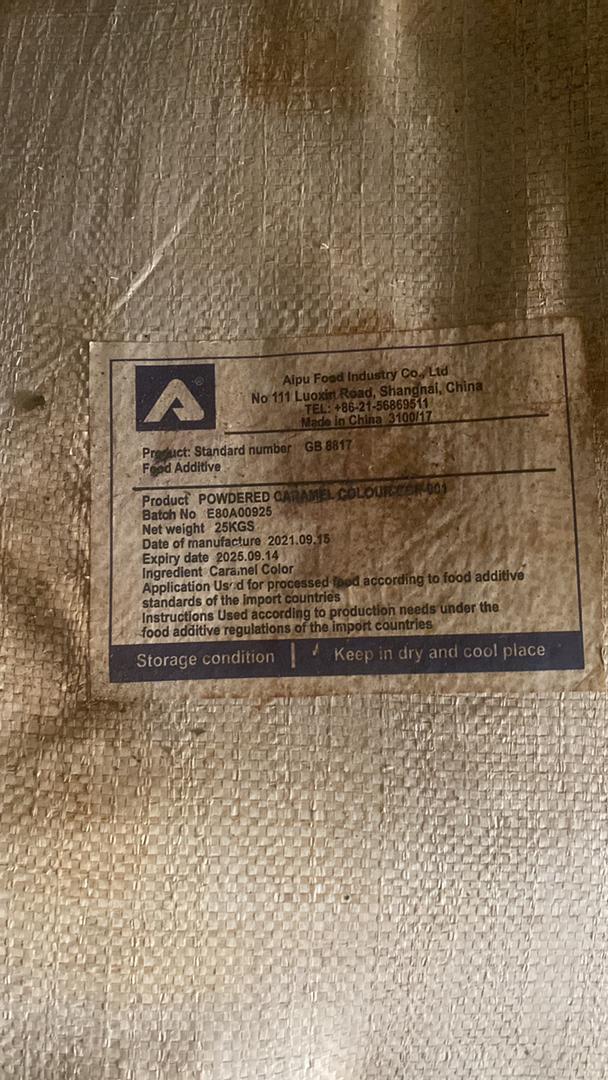 Aipu Food Industry Co., Ltd
No 111 Luoxin Road, Shanghai, China
TEL: +86-21-56869511
Made in China 3100/17
Product: Standard number GB 8817
Food Additive
Product POWDERED CARAMEL COLOUR
Batch No E80A00925
Net weight 25KGS
Date of manufacture 2021.09.15
Expiry date 2025.09.14
Ingredient Caramel Color
Application Used for processed food according to food additive
standards of the import countries
Instructions Used according to production needs under the
food additive regulations of the import countries
Storage condition | Keep in dry and cool place